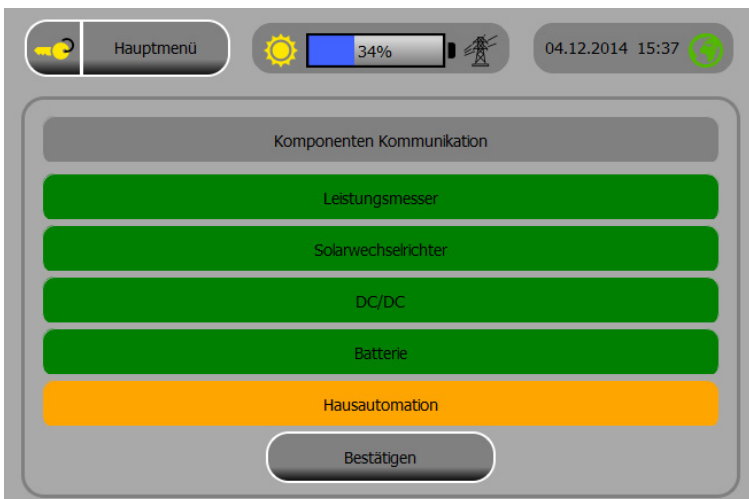 Hauptmenü
34%
04.12.2014 15:37
Komponenten Kommunikation
Leistungsmesser
Solarwechselrichter
DC/DC
Batterie
Hausautomation
Bestätigen